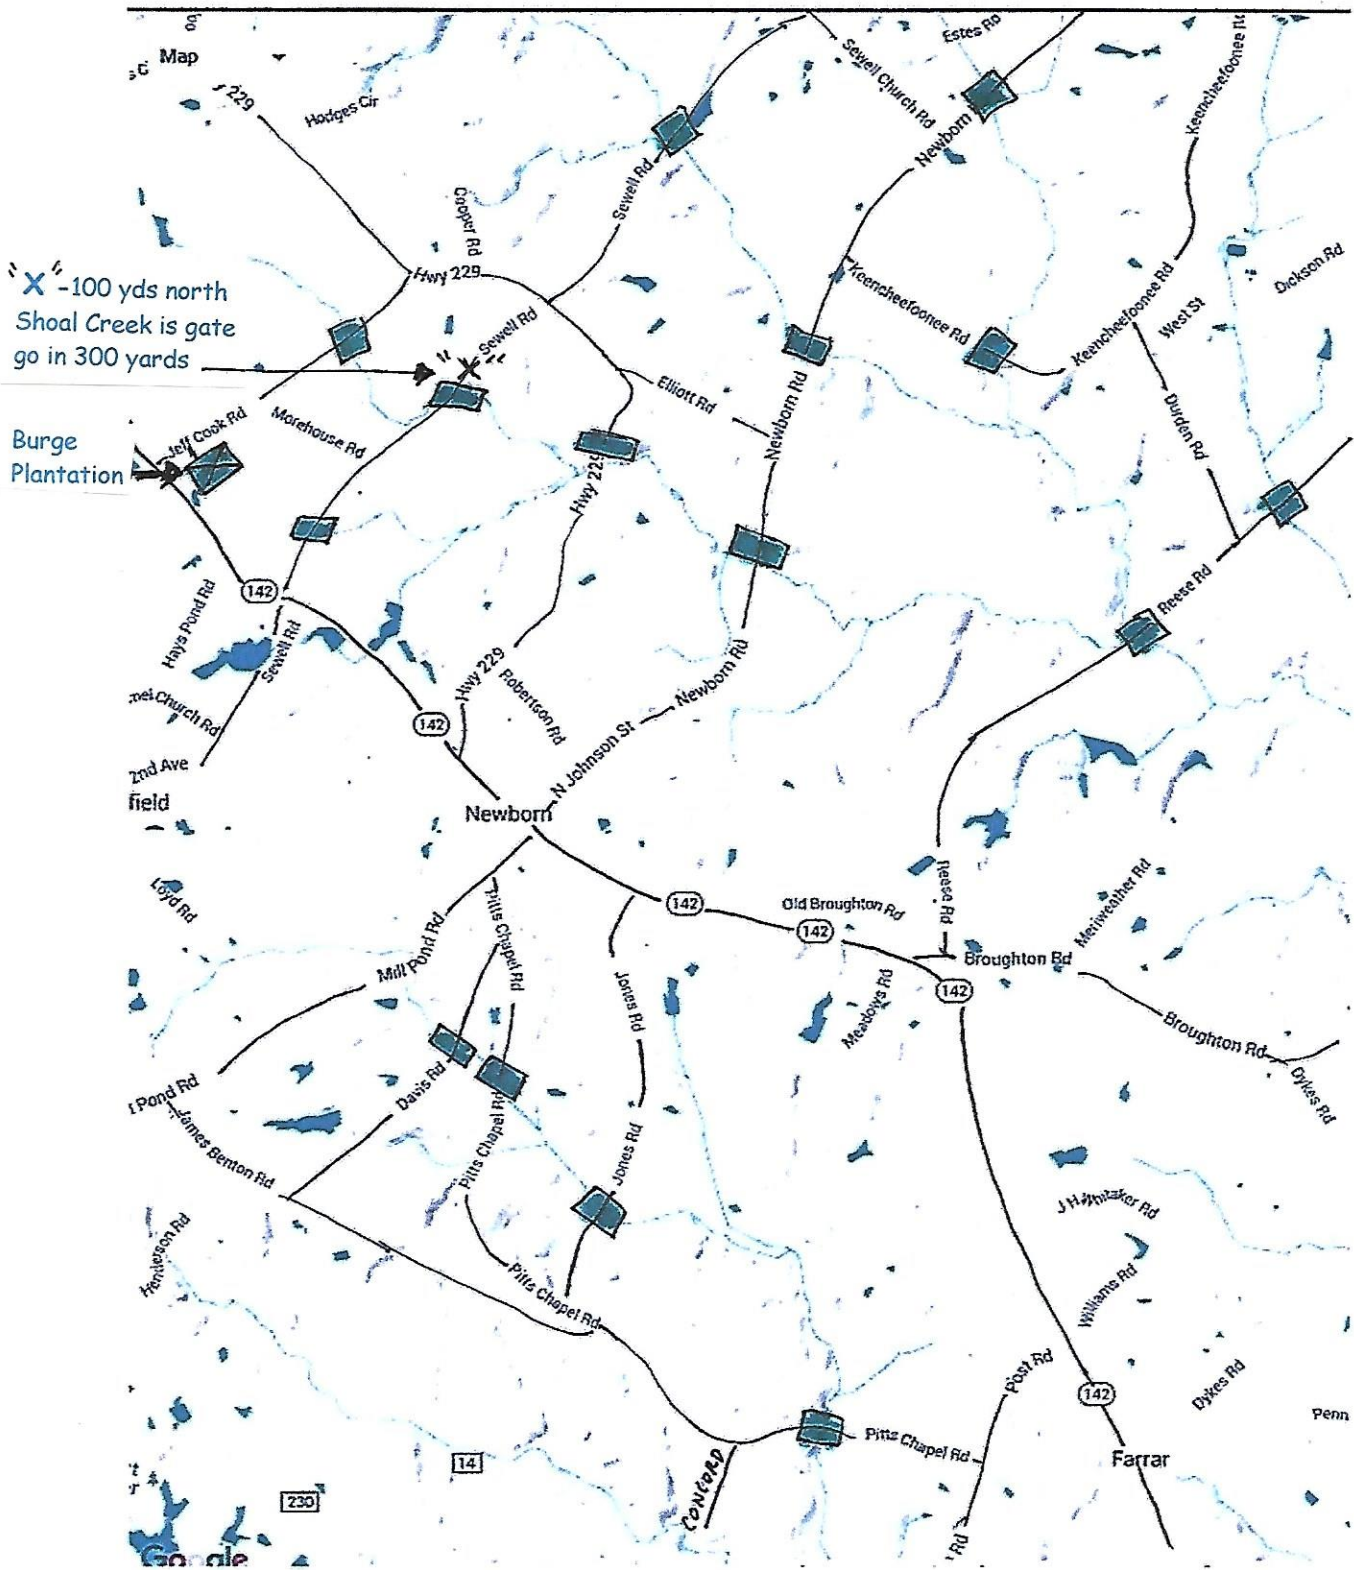 Map
229
Hodges Cir
Estes Rd
Sewell Church Rd
Newborn
Keencheefoonee
Sewell Rd
Cooper Rd
Hwy 229
"X"-100 yds north
Shoal Creek is gate
go in 300 yards
Keencheefoonee Rd
Keencheefoonee Rd
West St
Dickson Rd
Sewell Rd
"X"
Elliott Rd
Newborn Rd
Durden Rd
Jeff Cook Rd
Morehouse Rd
Burge
Plantation
Hwy 229
142
Reese Rd
Hays Pond Rd
Sewell Rd
Hwy 229
Robertson Rd
Newborn Rd
Church Rd
142
N Johnson St
2nd Ave
field
Newborn
Loyd Rd
Pitts Chapel Rd
142
Old Broughton Rd
142
Reese Rd
Meriweather Rd
Mill Pond Rd
Broughton Rd
142
Jones Rd
Meadows Rd
Broughton Rd
Dykes Rd
Pond Rd
Davis Rd
James Benton Rd
Pitts Chapel Rd
Jones Rd
J H Whitaker Rd
Henderson Rd
Williams Rd
Pitts Chapel Rd
Post Rd
142
Dykes Rd
Penn
Pitts Chapel Rd
Farrar
14
CONCORD
230
Rd
Google